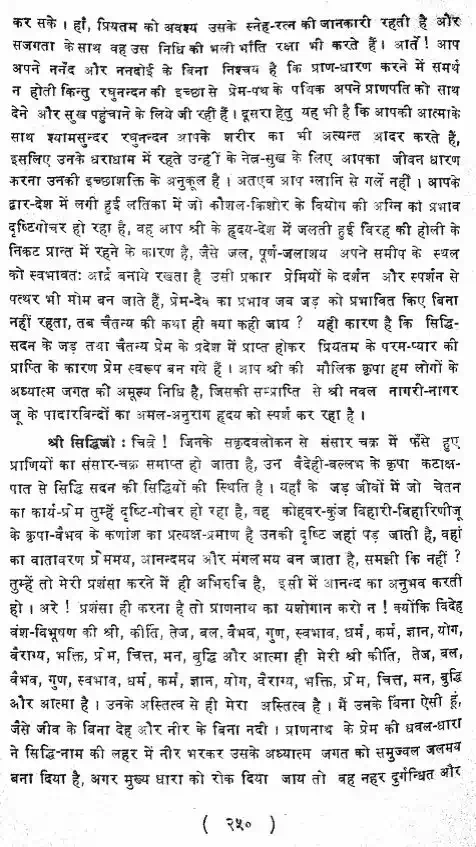 कर सके । हाँ, प्रियतम को अवश्य उसके स्नेह-रत्न की जानकारी रहती है और
सजगता के साथ वह उस निधि की भली भाँति रक्षा भी करते हैं । आर्ते ! आप
अपने ननँद और ननदोई के बिना निश्चय है कि प्राण-धारण करने में समर्थ
न होती किन्तु रघुनन्दन की इच्छा से प्रेम-पथ के पथिक अपने प्राणपति को साथ
देने और सुख पहुंचाने के लिये जी रहीं हैं । दूसरा हेतु यह भी है कि आपकी आत्माके
साथ श्यामसुन्दर रघुनन्दन आपके शरीर का भी अत्यन्त आदर करते हैं,
इसलिए उनके धराधाम में रहते उन्हीं के नेत्र-सुख के लिए आपका जीवन धारण
करना उनकी इच्छाशक्ति के अनुकूल है । अतएव आप ग्लानि से गलें नहीं । आपके
द्वार-देश में लगी हुई लतिका में जो कौशल-किशोर के वियोग की अग्नि का प्रभाव
दृष्टिगोचर हो रहा है, वह आप श्री के हृदय-देश में जलती हुई विरह की होली के
निकट प्रान्त में रहने के कारण है, जैसे जल, पूर्ण-जलाशय अपने समीप के स्थल
को स्वभावतः आर्द्र बनाये रखता है उसी प्रकार प्रेमियों के दर्शन और स्पर्शन से
पत्थर भी मोम बन जाते हैं, प्रेम-देव का प्रभाव जब जड़ को प्रभावित किए बिना
नहीं रहता, तब चैतन्य की कथा ही क्या कही जाय ? यही कारण है कि सिद्धि-
सदन के जड़ तथा चैतन्य प्रेम के प्रदेश में प्राप्त होकर प्रियतम के परम-प्यार की
प्राप्ति के कारण प्रेम स्वरूप बन गये हैं । आप श्री की मौलिक कृपा हम लोगों के
अध्यात्म जगत की अमूल्य निधि है, जिसकी सम्प्राप्ति से श्री नवल नागरी-नागर
जू के पादारविन्दों का अमल-अनुराग हृदय को स्पर्श कर रहा है ।
श्री सिद्धिजी : चित्रे ! जिनके सकृदवलोकन से संसार चक्र में फँसे हुए
प्राणियों का संसार-चक्र समाप्त हो जाता है, उन वैदेही-बल्लभ के कृपा कटाक्ष-
पात से सिद्धि सदन की सिद्धियों की स्थिति है । यहाँ के जड़ जीवों में जो चेतन
का कार्य-प्रेम तुम्हें दृष्टि-गोचर हो रहा है, वह कोहवर-कुंज बिहारी-बिहारिणीजू
के कृपा-वैभव के कणांश का प्रत्यक्ष-प्रमाण है उनकी दृष्टि जहां पड़ जाती है, वहां
का वातावरण प्रेममय, आनन्दमय और मंगलमय बन जाता है, समझी कि नहीं ?
तुम्हें तो मेरी प्रशंसा करने में ही अभिरुचि है, इसी में आनन्द का अनुभव करती
हो । अरे ! प्रशंसा ही करना है तो प्राणनाथ का यशोगान करो न ! क्योंकि विदेह
वंश-विभूषण की श्री, कीर्ति, तेज, बल, वैभव, गुण, स्वभाव, धर्म, कर्म, ज्ञान, योग,
वैराग्य, भक्ति, प्रेम, चित्त, मन, बुद्धि और आत्मा ही मेरी श्री कीर्ति, तेज, बल,
वैभव, गुण, स्वभाव, धर्म, कर्म, ज्ञान, योग, वैराग्य, भक्ति, प्रेम, चित्त, मन, बुद्धि
और आत्मा है । उनके अस्तित्व से ही मेरा अस्तित्व है । मैं उनके बिना ऐसी हूं,
जैसे जीव के बिना देह और नीर के बिना नदी । प्राणनाथ के प्रेम की धवल-धारा
ने सिद्धि-नाम की लहर में नीर भरकर उसके अध्यात्म जगत को समुज्वल जलमय
बना दिया है, अगर मुख्य धारा को रोक दिया जाय तो वह नहर दुर्गन्धित और
( २५० )